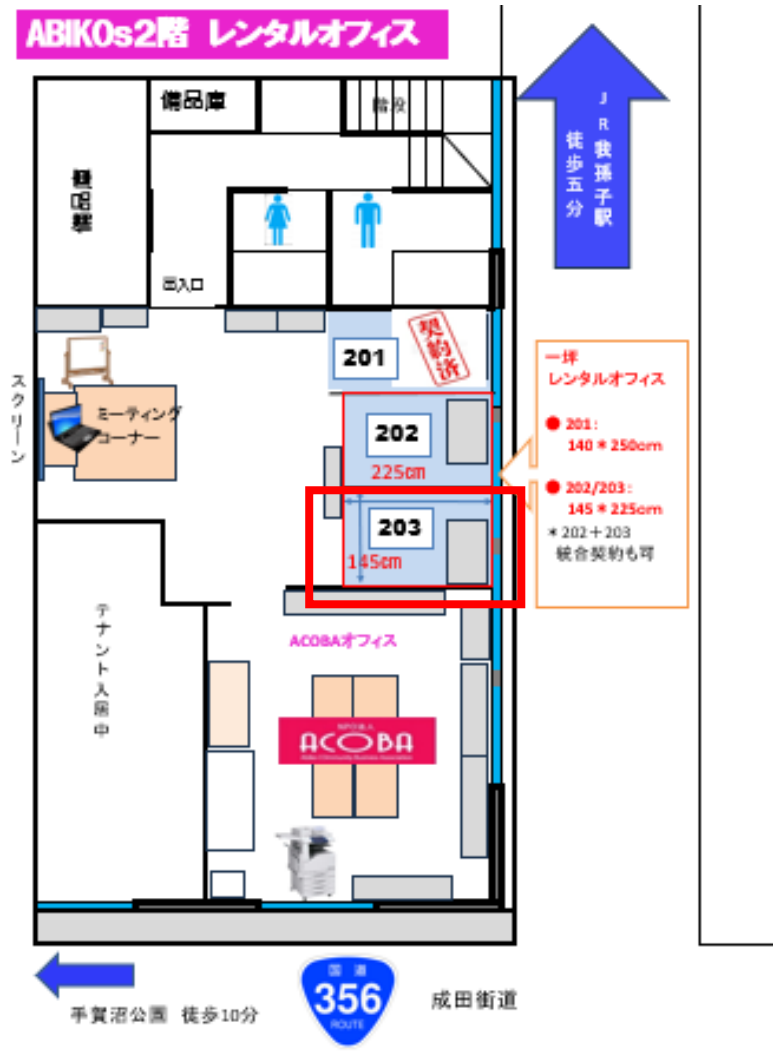 ABIKOs2階 レンタルオフィス
備品庫
階段
備品庫
出入口
JR我孫子駅
徒歩五分
201
契約済
スクリーン
ミーティング
コーナー
202
225cm
203
145cm
一坪
レンタルオフィス
● 201:
140*250cm
● 202/203:
145*225cm
*202+203
統合契約も可
テナント入居中
ACOBAオフィス
ACOBA
手賀沼公園 徒歩10分
国道
356
ROUTE
成田街道